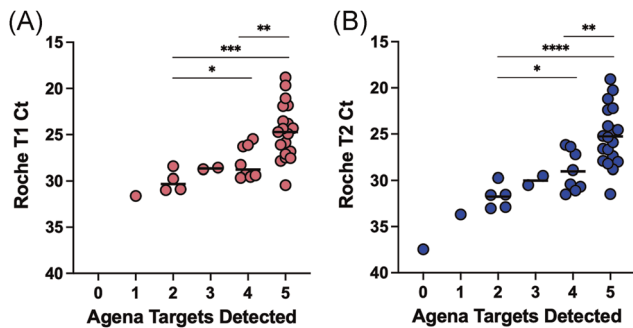 (A)
**
***
*
15
20
25
30
35
40
Roche T1 Ct
0 1 2 3 4 5
Agena Targets Detected
(B)
**
****
*
15
20
25
30
35
40
Roche T2 Ct
0 1 2 3 4 5
Agena Targets Detected